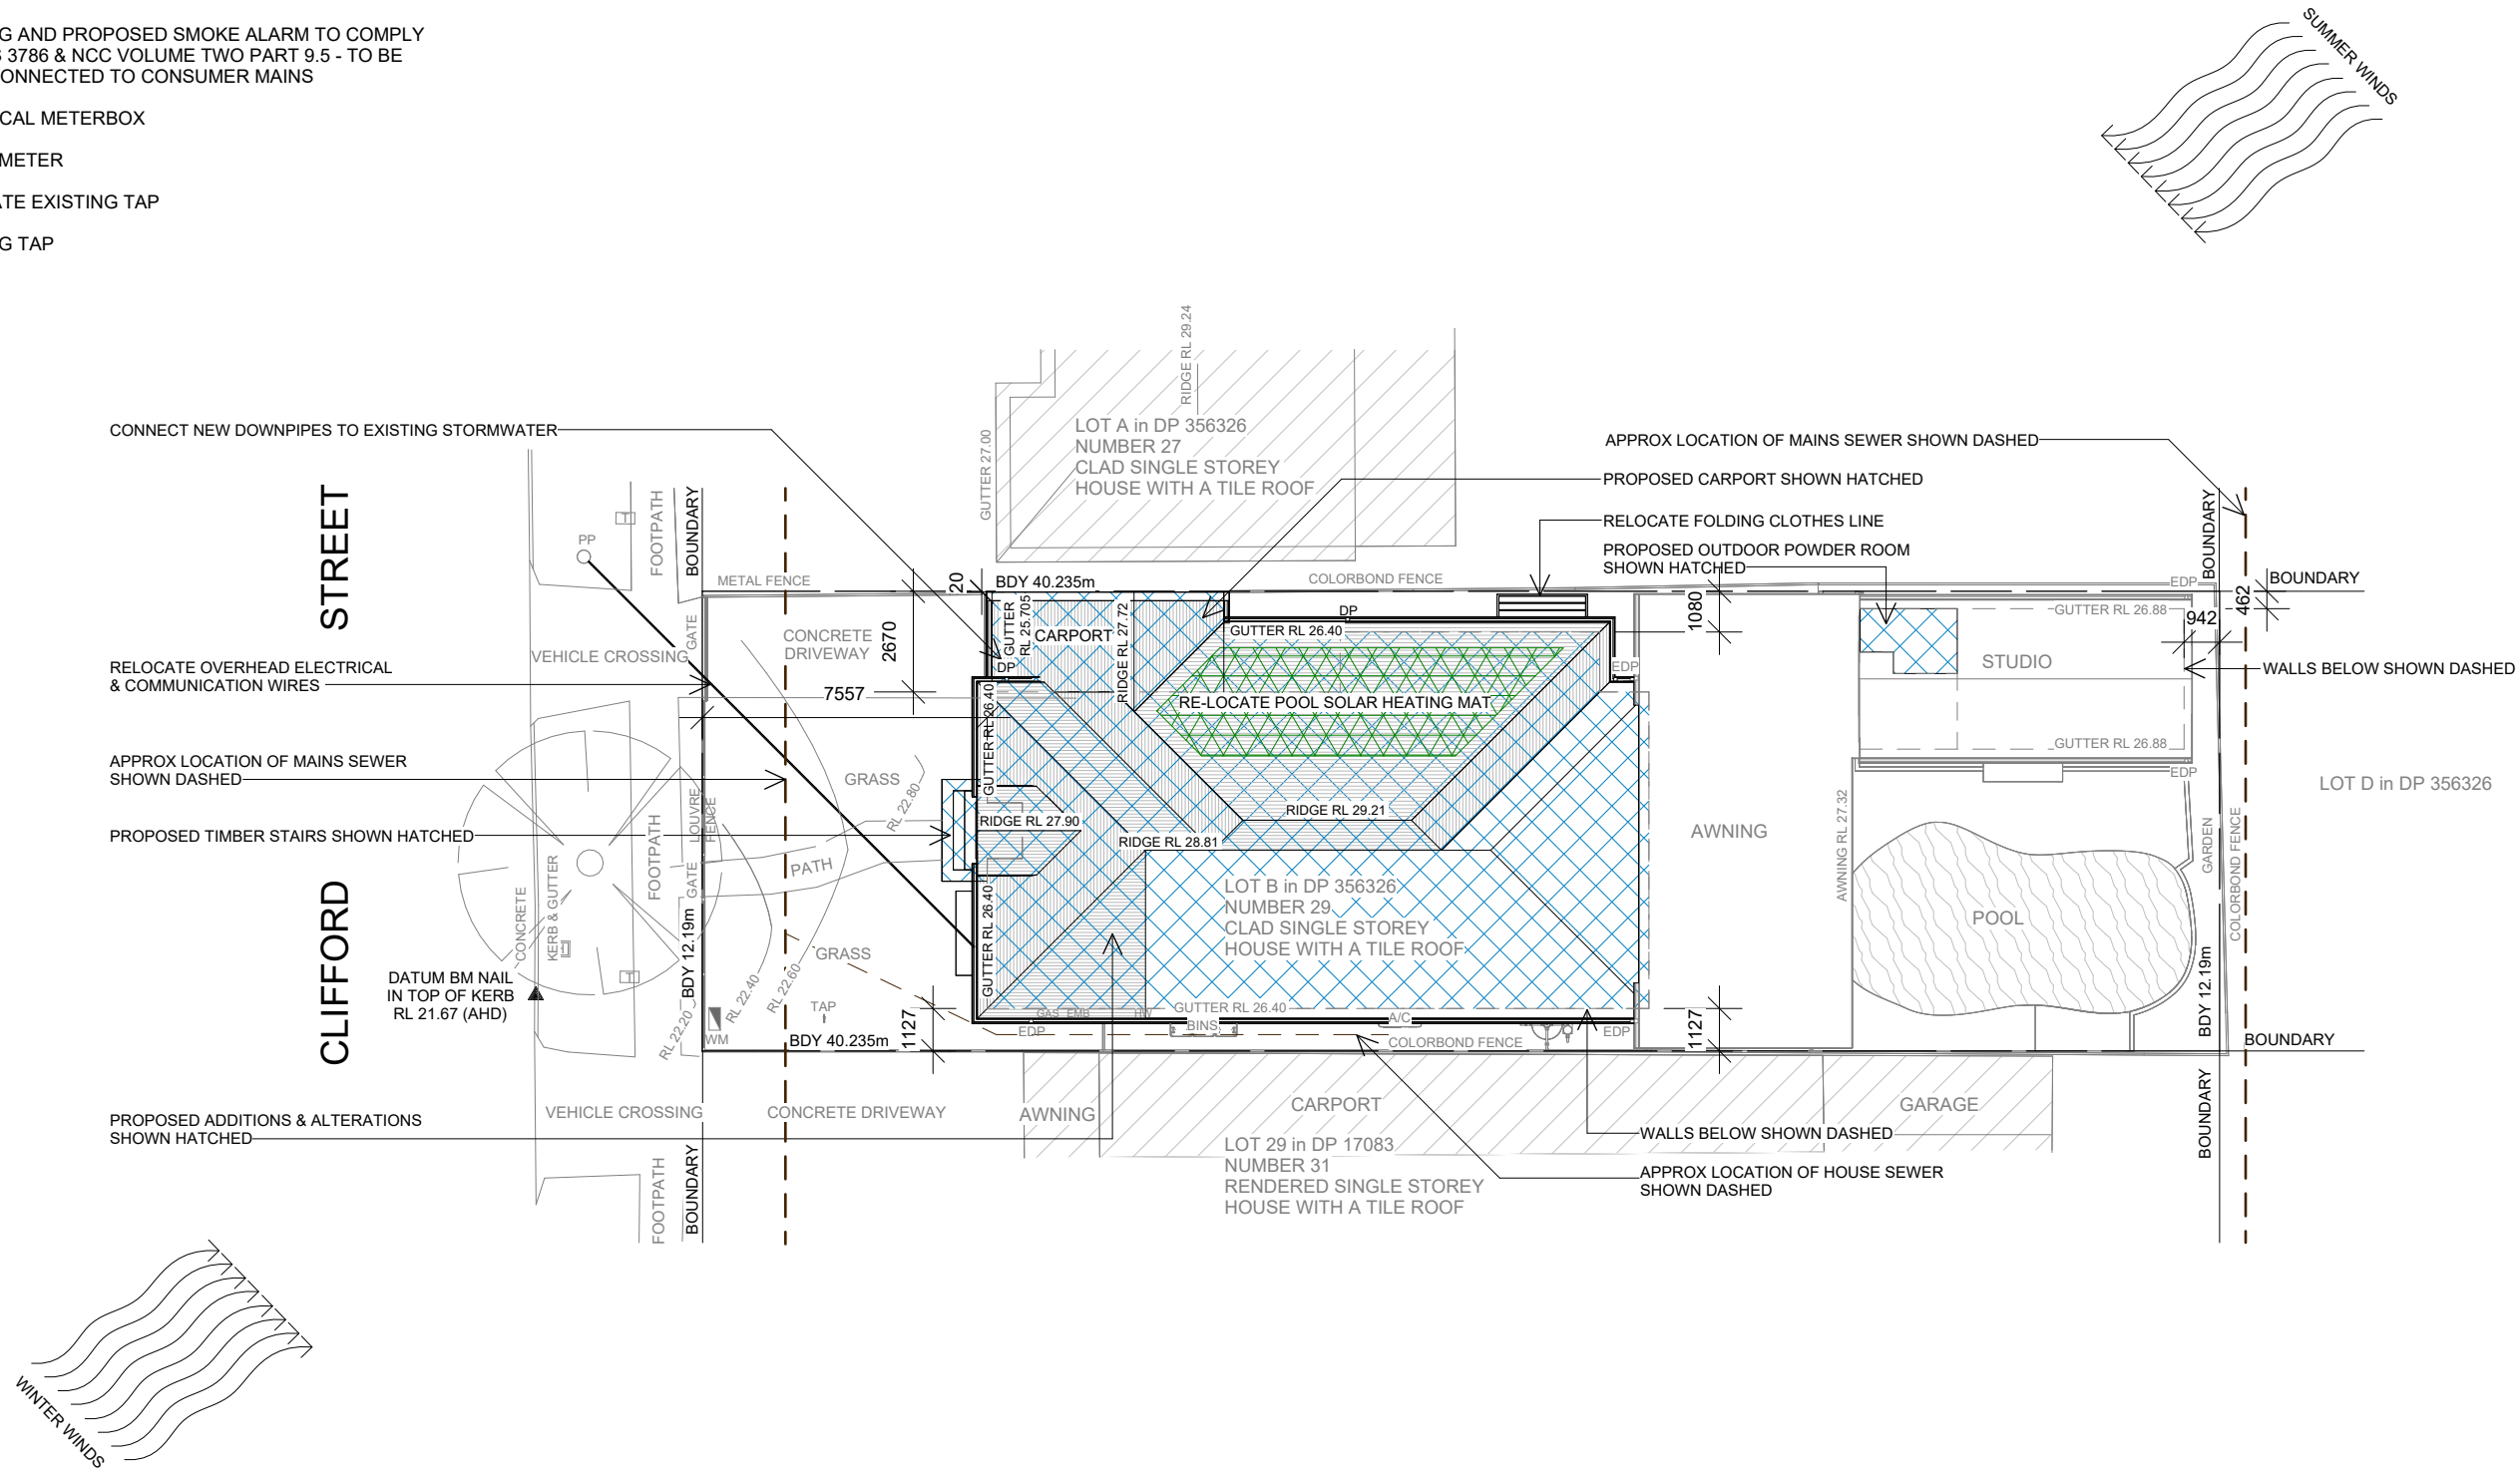 G AND PROPOSED SMOKE ALARM TO COMPLY
3786 & NCC VOLUME TWO PART 9.5 - TO BE
ONNECTED TO CONSUMER MAINS
CAL METERBOX
METER
ATE EXISTING TAP
G TAP
SUMMER WINDS
CONNECT NEW DOWNPIPES TO EXISTING STORMWATER
RELOCATE OVERHEAD ELECTRICAL
& COMMUNICATION WIRES
APPROX LOCATION OF MAINS SEWER
SHOWN DASHED
PROPOSED TIMBER STAIRS SHOWN HATCHED
DATUM BM NAIL
IN TOP OF KERB
RL 21.67 (AHD)
PROPOSED ADDITIONS & ALTERATIONS
SHOWN HATCHED
CLIFFORD STREET
WINTER WINDS
PP
T
FOOTPATH
BOUNDARY
VEHICLE CROSSING
GATE
METAL FENCE
CONCRETE
DRIVEWAY
2670
20
7557
GRASS
RL 22.80
LOUVRE
FENCE
FOOTPATH
GATE
PATH
CONCRETE
KERB & GUTTER
T
BDY 12.19m
GRASS
RL 22.20
RL 22.40
RL 22.60
TAP
WM
BDY 40.235m
1127
VEHICLE CROSSING
CONCRETE DRIVEWAY
FOOTPATH
BOUNDARY
RIDGE RL 29.24
GUTTER 27.00
LOT A in DP 356326
NUMBER 27
CLAD SINGLE STOREY
HOUSE WITH A TILE ROOF
BDY 40.235m
COLORBOND FENCE
GUTTER
RL 25.705
CARPORT
RIDGE RL 27.72
DP
DP
GUTTER RL 26.40
EDP
RE-LOCATE POOL SOLAR HEATING MAT
GUTTER RL 26.40
RIDGE RL 27.90
RIDGE RL 29.21
RIDGE RL 28.81
GUTTER RL 26.40
LOT B in DP 356326
NUMBER 29
CLAD SINGLE STOREY
HOUSE WITH A TILE ROOF
GUTTER RL 26.40
GAS
EMB
HW
EDP
BINS
A/C
COLORBOND FENCE
EDP
AWNING
CARPORT
GARAGE
LOT 29 in DP 17083
NUMBER 31
RENDERED SINGLE STOREY
HOUSE WITH A TILE ROOF
WALLS BELOW SHOWN DASHED
APPROX LOCATION OF HOUSE SEWER
SHOWN DASHED
APPROX LOCATION OF MAINS SEWER SHOWN DASHED
PROPOSED CARPORT SHOWN HATCHED
RELOCATE FOLDING CLOTHES LINE
PROPOSED OUTDOOR POWDER ROOM
SHOWN HATCHED
1080
1127
AWNING
AWNING RL 27.32
EDP
GUTTER RL 26.88
STUDIO
942
462
GUTTER RL 26.88
EDP
POOL
GARDEN
COLORBOND FENCE
BDY 12.19m
BOUNDARY
BOUNDARY
BOUNDARY
BOUNDARY
WALLS BELOW SHOWN DASHED
LOT D in DP 356326